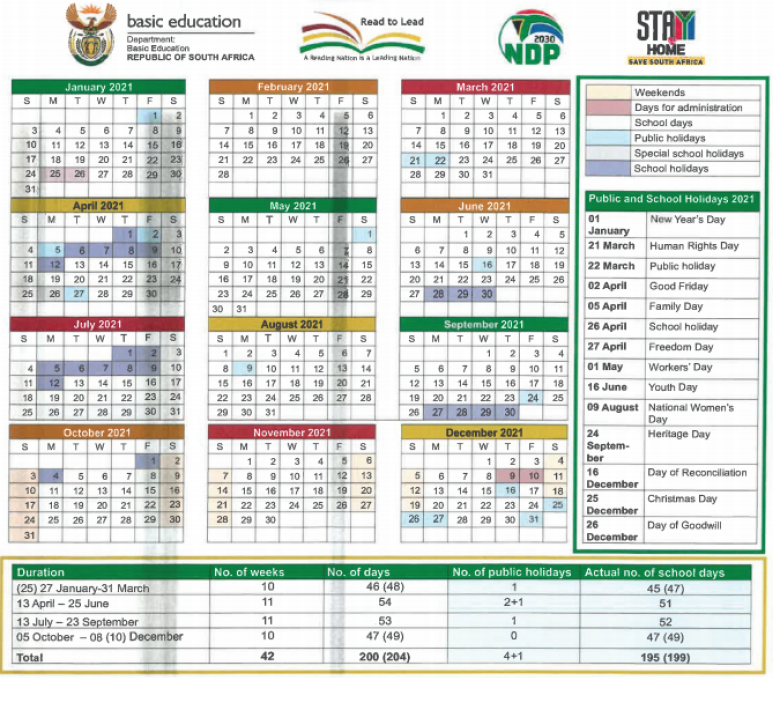 basic education
Department:
Basic Education
REPUBLIC OF SOUTH AFRICA
Read to Lead
A Reading Nation is a Leading Nation
2030
NDP
STAY
HOME
SAVE SOUTH AFRICA
January 2021
S M T W T F S
1 2
3 4 5 6 7 8 9
10 11 12 13 14 15 16
17 18 19 20 21 22 23
24 25 26 27 28 29 30
31
February 2021
S M T W T F S
1 2 3 4 5 6
7 8 9 10 11 12 13
14 15 16 17 18 19 20
21 22 23 24 25 26 27
28
March 2021
S M T W T F S
1 2 3 4 5 6
7 8 9 10 11 12 13
14 15 16 17 18 19 20
21 22 23 24 25 26 27
28 29 30 31
April 2021
S M T W T F S
1 2 3
4 5 6 7 8 9 10
11 12 13 14 15 16 17
18 19 20 21 22 23 24
25 26 27 28 29 30
May 2021
S M T W T F S
1
2 3 4 5 6 7 8
9 10 11 12 13 14 15
16 17 18 19 20 21 22
23 24 25 26 27 28 29
30 31
June 2021
S M T W T F S
1 2 3 4 5
6 7 8 9 10 11 12
13 14 15 16 17 18 19
20 21 22 23 24 25 26
27 28 29 30
July 2021
S M T W T F S
1 2 3
4 5 6 7 8 9 10
11 12 13 14 15 16 17
18 19 20 21 22 23 24
25 26 27 28 29 30 31
August 2021
S M T W T F S
1 2 3 4 5 6 7
8 9 10 11 12 13 14
15 16 17 18 19 20 21
22 23 24 25 26 27 28
29 30 31
September 2021
S M T W T F S
1 2 3 4
5 6 7 8 9 10 11
12 13 14 15 16 17 18
19 20 21 22 23 24 25
26 27 28 29 30
October 2021
S M T W T F S
1 2
3 4 5 6 7 8 9
10 11 12 13 14 15 16
17 18 19 20 21 22 23
24 25 26 27 28 29 30
31
November 2021
S M T W T F S
1 2 3 4 5 6
7 8 9 10 11 12 13
14 15 16 17 18 19 20
21 22 23 24 25 26 27
28 29 30
December 2021
S M T W T F S
1 2 3 4
5 6 7 8 9 10 11
12 13 14 15 16 17 18
19 20 21 22 23 24 25
26 27 28 29 30 31
Weekends
Days for administration
School days
Public holidays
Special school holidays
School holidays
Public and School Holidays 2021
01 January New Year's Day
21 March Human Rights Day
22 March Public holiday
02 April Good Friday
05 April Family Day
26 April School holiday
27 April Freedom Day
01 May Workers' Day
16 June Youth Day
09 August National Women's
Day
24 Heritage Day
Septem-
ber
16 December Day of Reconciliation
25 December Christmas Day
26 December Day of Goodwill
Duration No. of weeks No. of days No. of public holidays Actual no. of school days
(25) 27 January-31 March 10 46 (48) 1 45 (47)
13 April – 25 June 11 54 2+1 51
13 July – 23 September 11 53 1 52
05 October – 08 (10) December 10 47 (49) 0 47 (49)
Total 42 200 (204) 4+1 195 (199)